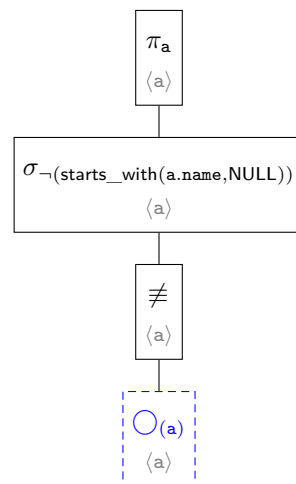 π_a
⟨a⟩
σ_¬(starts_with(a.name,NULL))
⟨a⟩
≢
⟨a⟩
◯_(a)
⟨a⟩